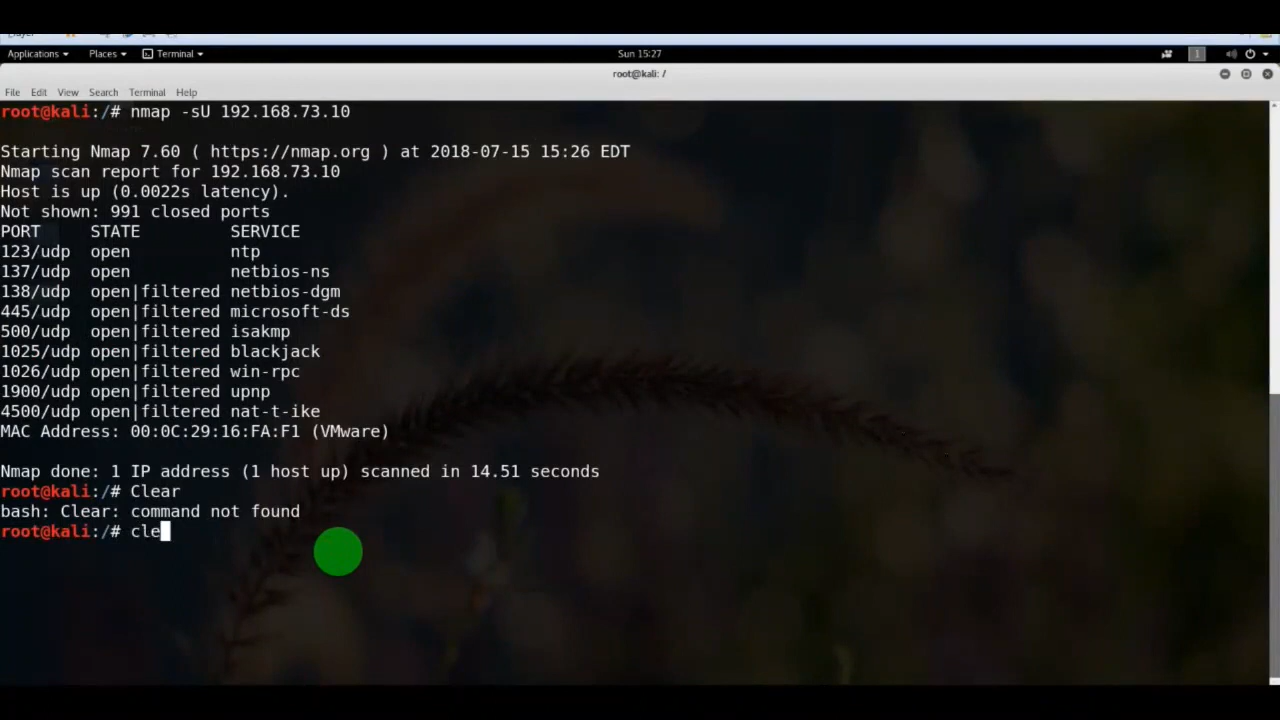 Applications Places Terminal Sun 15:27 1
root@kali: /
File Edit View Search Terminal Help
root@kali:/# nmap -sU 192.168.73.10
Starting Nmap 7.60 ( https://nmap.org ) at 2018-07-15 15:26 EDT
Nmap scan report for 192.168.73.10
Host is up (0.0022s latency).
Not shown: 991 closed ports
PORT STATE SERVICE
123/udp open ntp
137/udp open netbios-ns
138/udp open|filtered netbios-dgm
445/udp open|filtered microsoft-ds
500/udp open|filtered isakmp
1025/udp open|filtered blackjack
1026/udp open|filtered win-rpc
1900/udp open|filtered upnp
4500/udp open|filtered nat-t-ike
MAC Address: 00:0C:29:16:FA:F1 (VMware)
Nmap done: 1 IP address (1 host up) scanned in 14.51 seconds
root@kali:/# Clear
bash: Clear: command not found
root@kali:/# cle